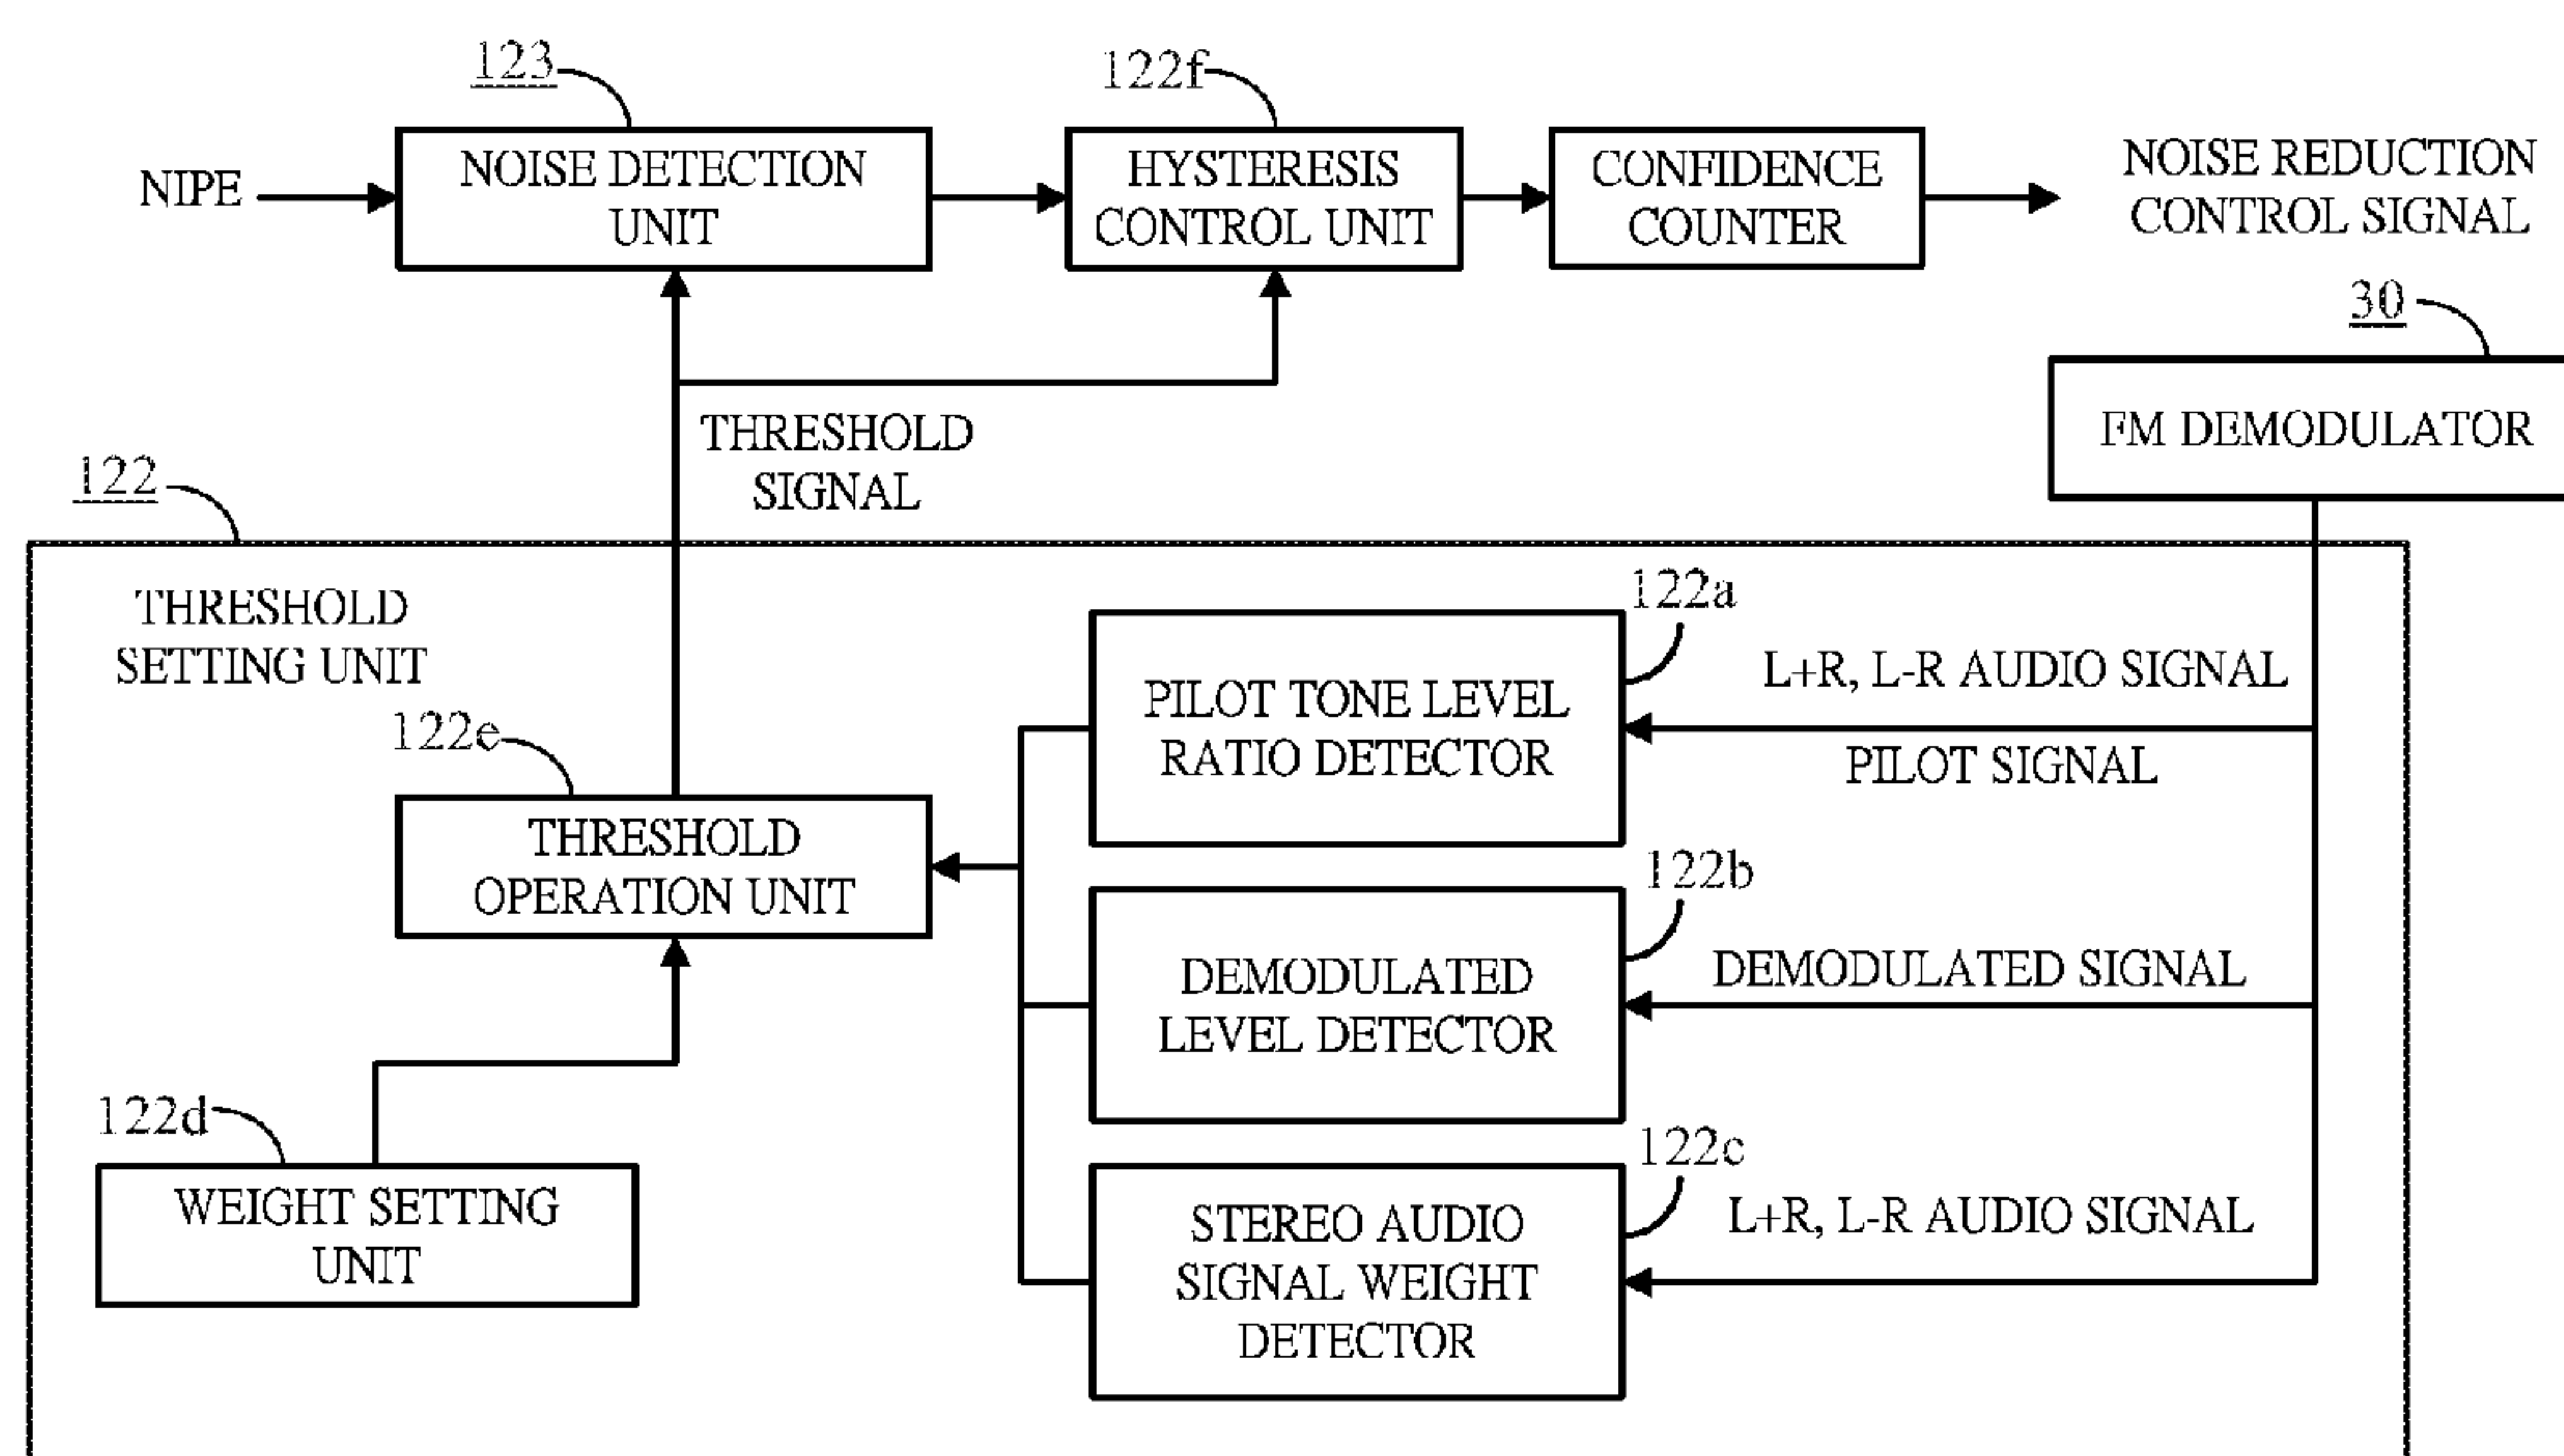 123
122f
NIPE
NOISE DETECTION
UNIT
HYSTERESIS
CONTROL UNIT
CONFIDENCE
COUNTER
NOISE REDUCTION
CONTROL SIGNAL
30
FM DEMODULATOR
THRESHOLD
SIGNAL
122
THRESHOLD
SETTING UNIT
122a
PILOT TONE LEVEL
RATIO DETECTOR
L+R, L-R AUDIO SIGNAL
PILOT SIGNAL
122e
THRESHOLD
OPERATION UNIT
122b
DEMODULATED
LEVEL DETECTOR
DEMODULATED SIGNAL
122d
WEIGHT SETTING
UNIT
122c
STEREO AUDIO
SIGNAL WEIGHT
DETECTOR
L+R, L-R AUDIO SIGNAL